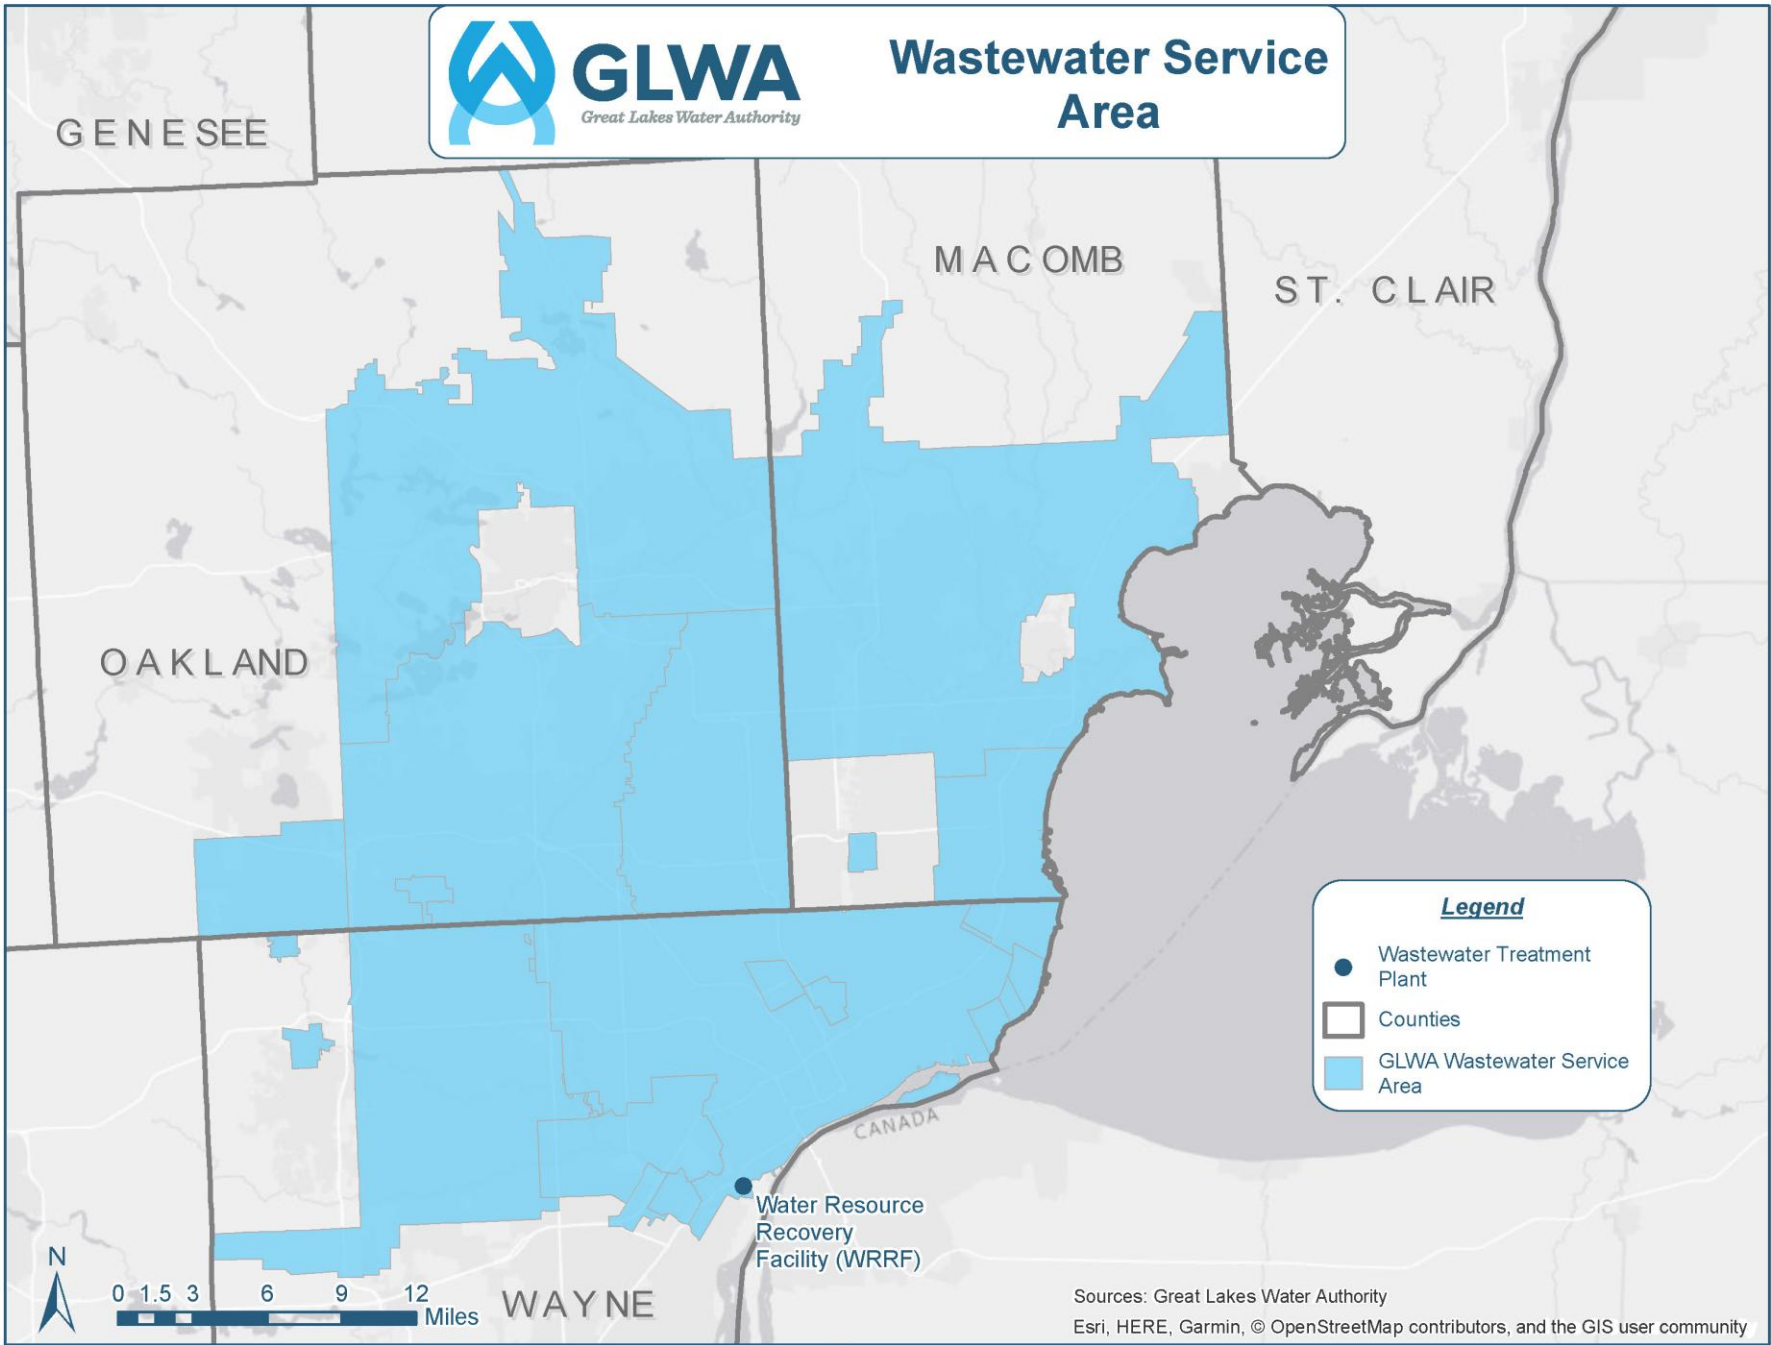 GLWA
Great Lakes Water Authority
Wastewater Service
Area
GENESEE
MACOMB
ST. CLAIR
OAKLAND
Legend
Wastewater Treatment
Plant
Counties
GLWA Wastewater Service
Area
CANADA
Water Resource
Recovery
Facility (WRRF)
N
0 1.5 3 6 9 12
Miles
WAYNE
Sources: Great Lakes Water Authority
Esri, HERE, Garmin, © OpenStreetMap contributors, and the GIS user community